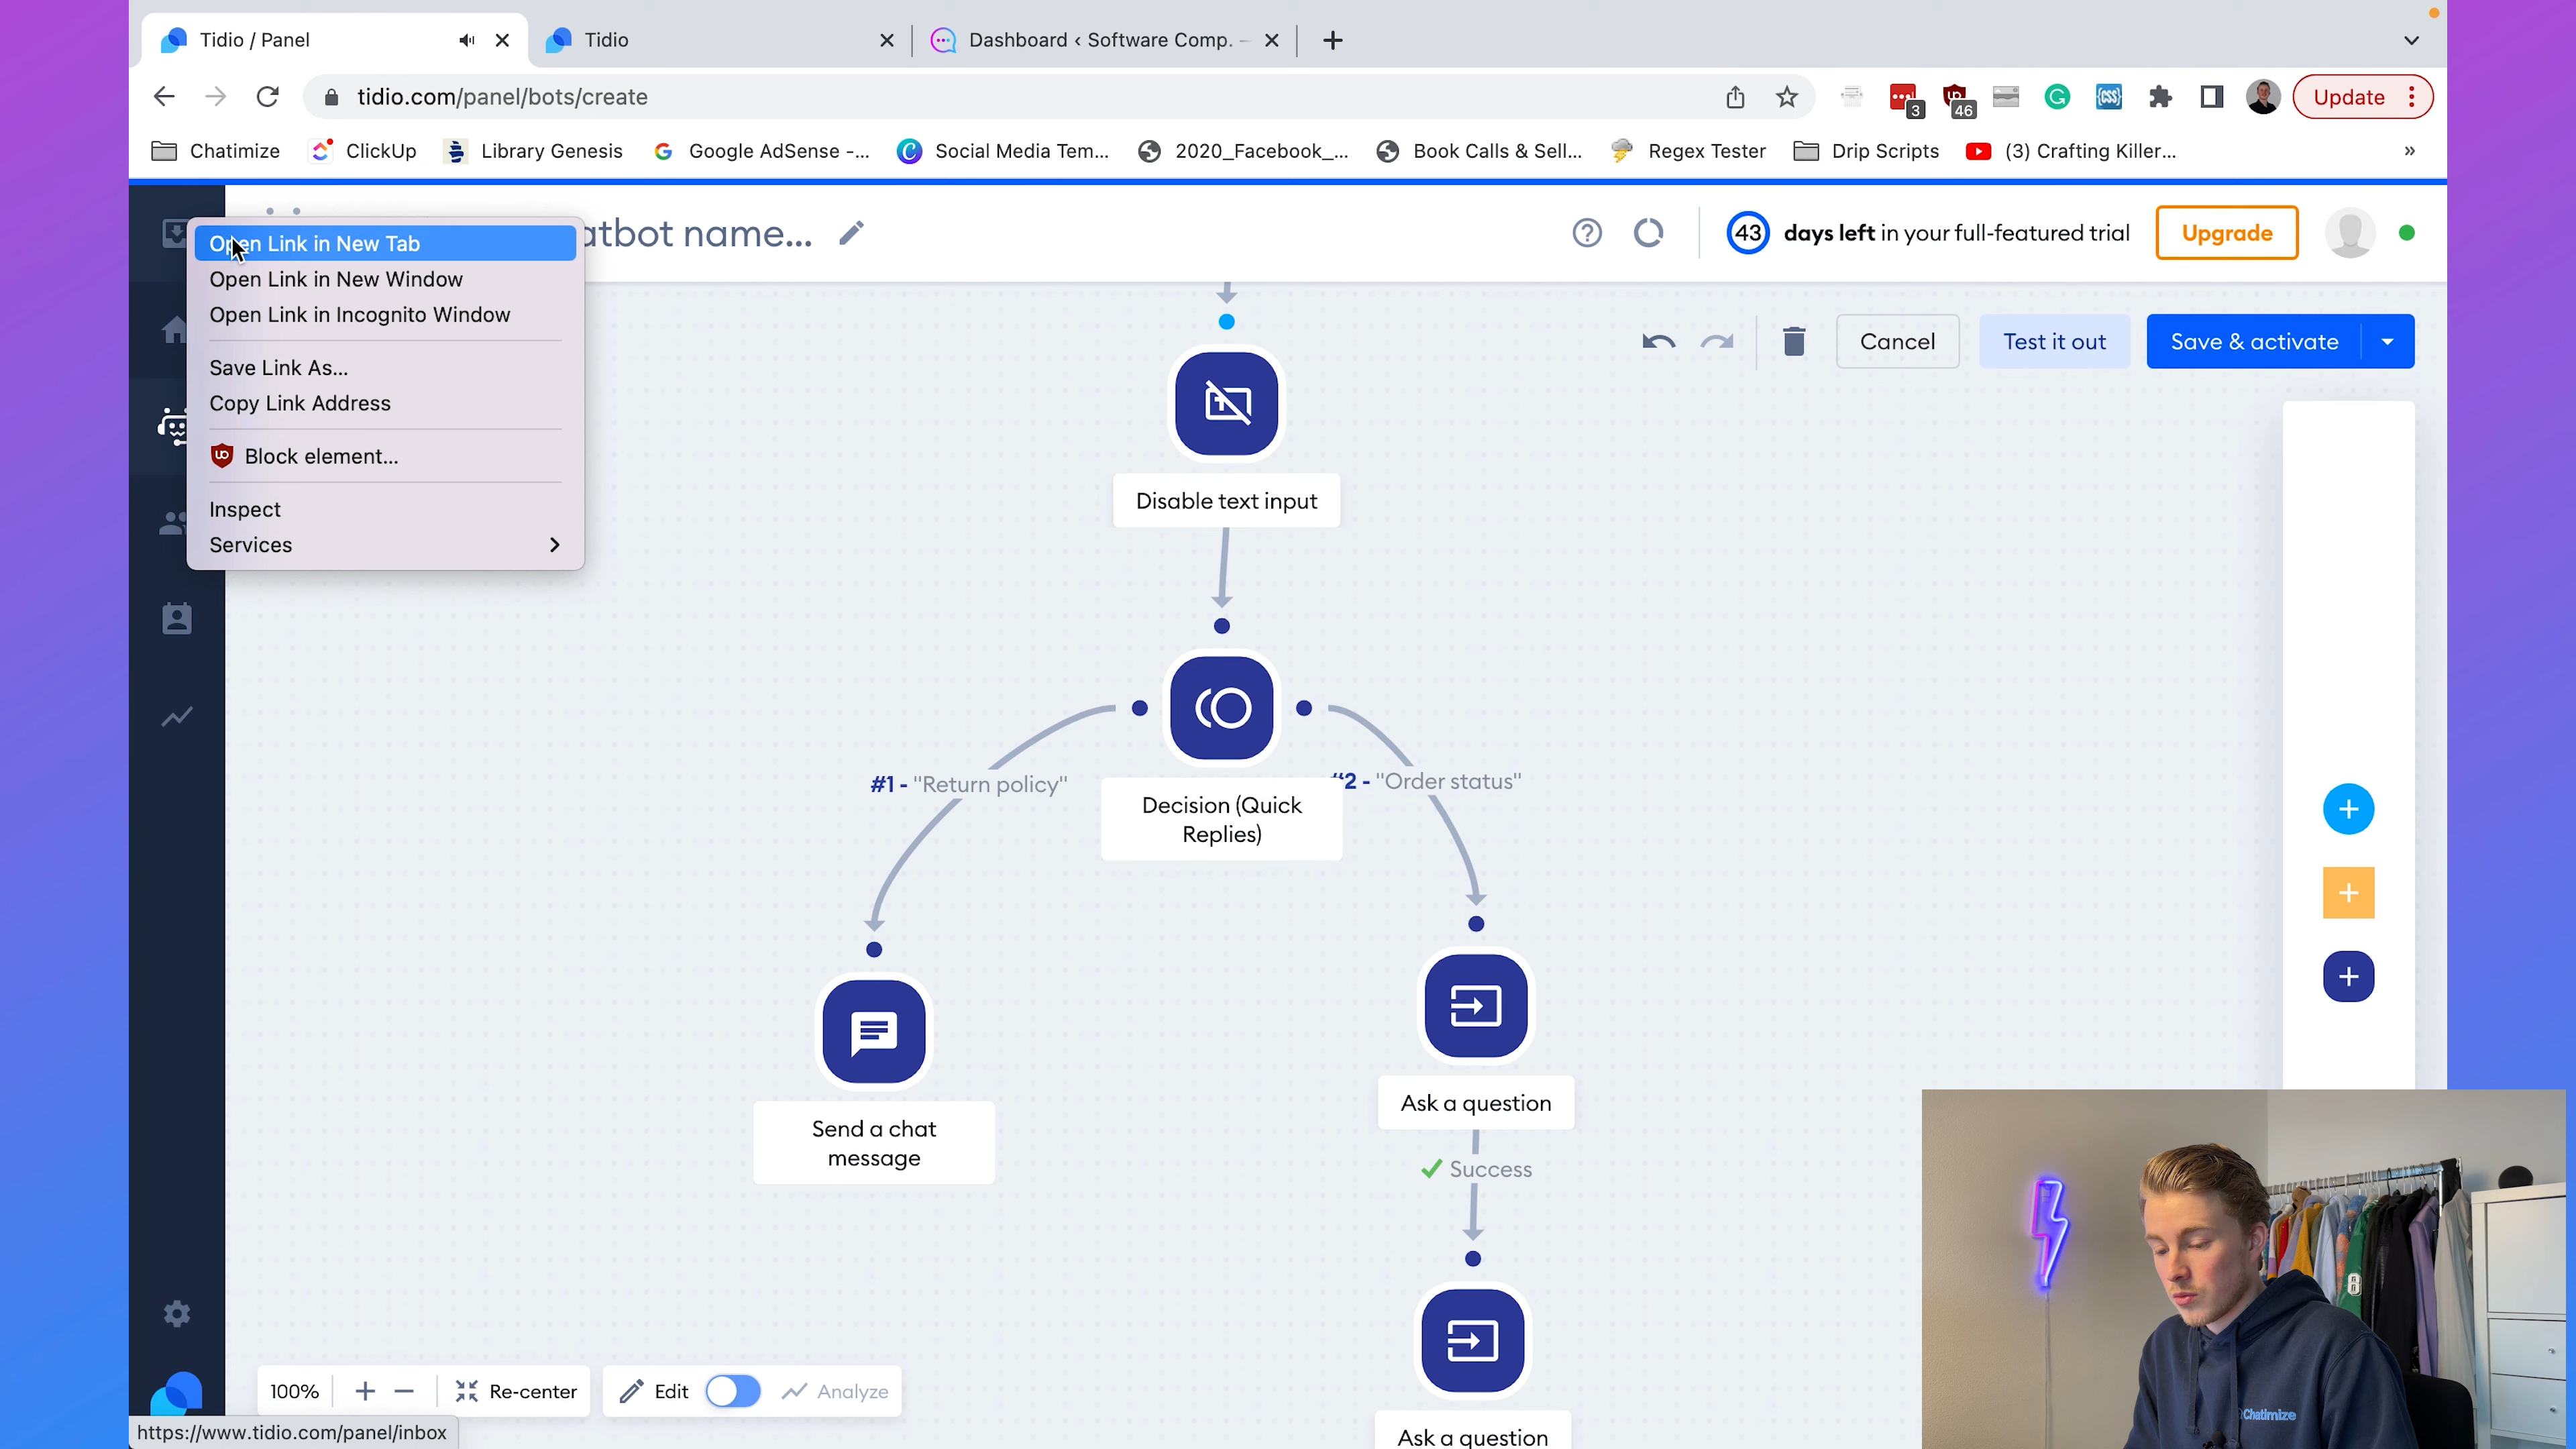 Tidio / Panel
Tidio
Dashboard ‹ Software Comp. –
tidio.com/panel/bots/create
3
46
Update
Chatimize
ClickUp
Library Genesis
Google AdSense -...
Social Media Tem...
2020_Facebook_...
Book Calls & Sell...
Regex Tester
Drip Scripts
(3) Crafting Killer...
»
Open Link in New Tab
Open Link in New Window
Open Link in Incognito Window
Save Link As...
Copy Link Address
Block element...
Inspect
Services
atbot name...
43 days left in your full-featured trial
Upgrade
Cancel
Test it out
Save & activate
Disable text input
#1 - "Return policy"
#2 - "Order status"
Decision (Quick
Replies)
Send a chat
message
Ask a question
Success
Ask a question
100%
Re-center
Edit
Analyze
https://www.tidio.com/panel/inbox
Chatimize